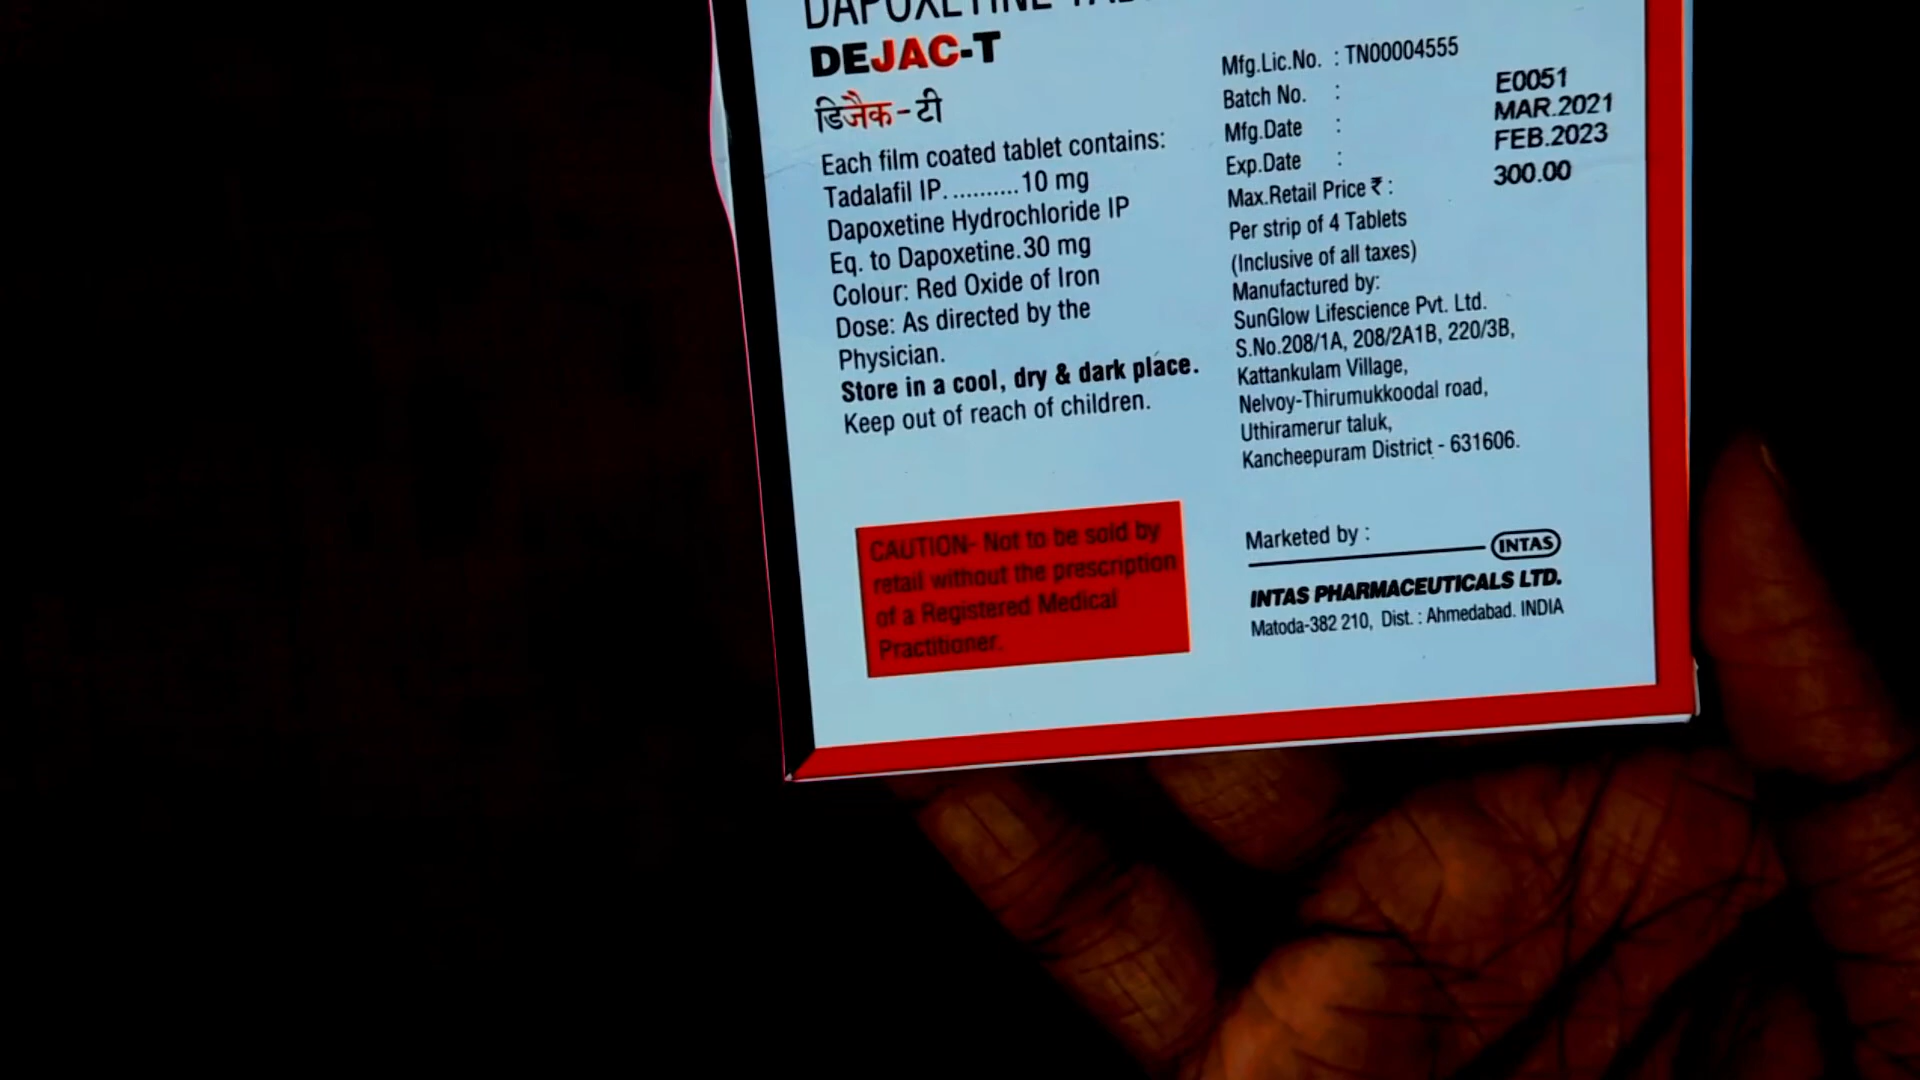 DAPOXETINE
DEJAC-T
डिजैक-टी
Each film coated tablet contains:
Tadalafil IP...........10 mg
Dapoxetine Hydrochloride IP
Eq. to Dapoxetine.30 mg
Colour: Red Oxide of Iron
Dose: As directed by the
Physician.
Store in a cool, dry & dark place.
Keep out of reach of children.
CAUTION- Not to be sold by
retail without the prescription
of a Registered Medical
Practitioner.
Mfg.Lic.No. : TN00004555
Batch No. : E0051
Mfg.Date : MAR.2021
Exp.Date : FEB.2023
Max.Retail Price ₹ : 300.00
Per strip of 4 Tablets
(Inclusive of all taxes)
Manufactured by:
SunGlow Lifescience Pvt. Ltd.
S.No.208/1A, 208/2A1B, 220/3B,
Kattankulam Village,
Nelvoy-Thirumukkoodal road,
Uthiramerur taluk,
Kancheepuram District - 631606.
Marketed by :
INTAS
INTAS PHARMACEUTICALS LTD.
Matoda-382 210, Dist. : Ahmedabad. INDIA